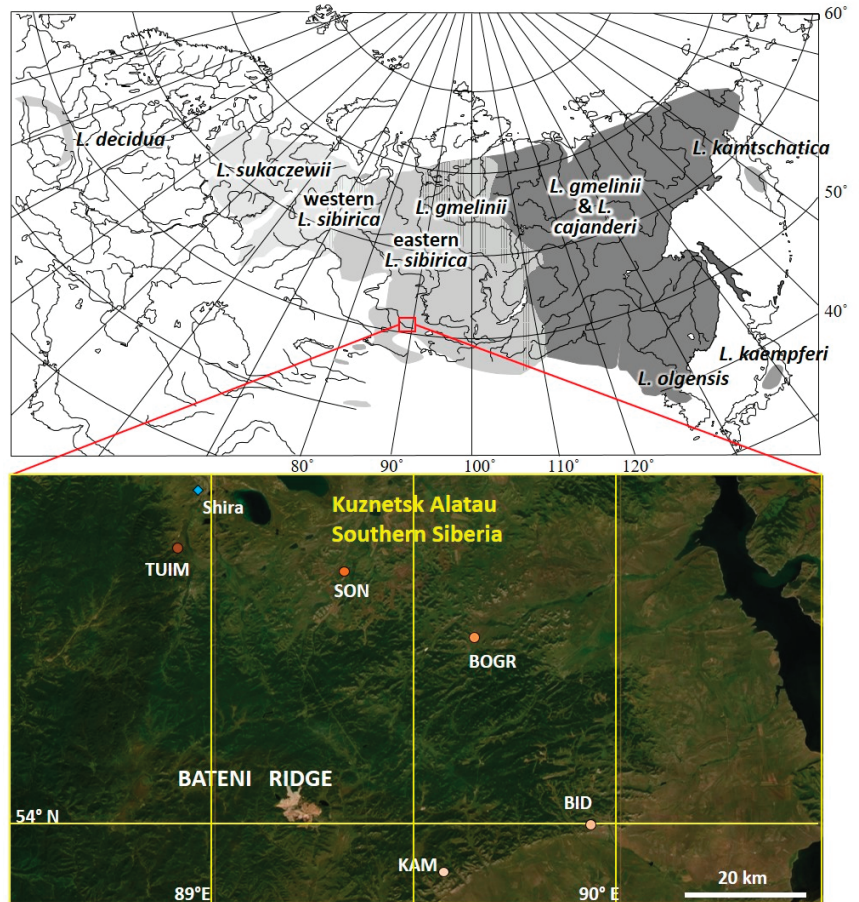 60˚
L. decidua
L. kamtschatica
L. sukaczewii
50˚
western
L. sibirica
L. gmelinii
L. gmelinii
& L.
cajanderi
eastern
L. sibirica
40˚
L. kaempferi
L. olgensis
80˚ 90˚ 100˚ 110˚ 120˚
Kuznetsk Alatau
Southern Siberia
Shira
TUIM
SON
BOGR
BATENI RIDGE
BID
54° N
KAM
89°E
90° E
20 km